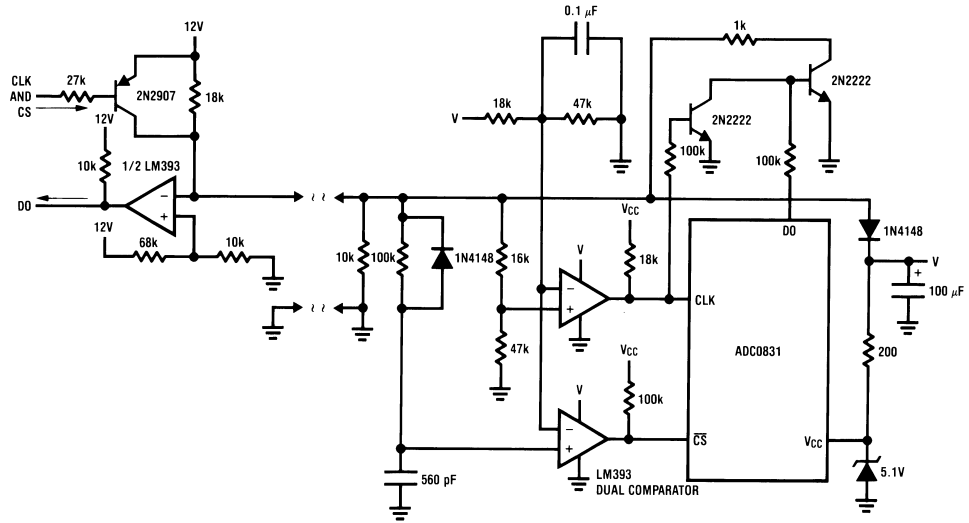 0.1 μF
12V
1k
CLK
AND
CS
27k
2N2907
18k
2N2222
12V
V
18k
47k
2N2222
10k
1/2 LM393
100k
100k
DO
VCC
DO
1N4148
12V
68k
10k
10k
100k
1N4148
16k
V
18k
V
+
100 μF
CLK
ADC0831
47k
200
VCC
V
100k
CS
VCC
560 pF
LM393
DUAL COMPARATOR
5.1V